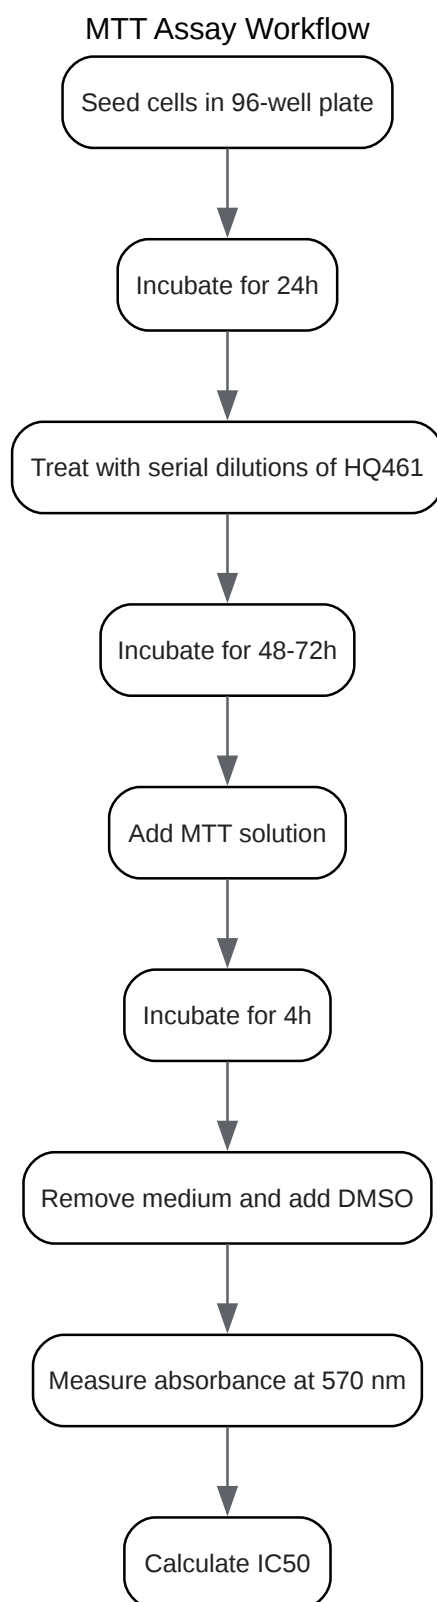 MTT Assay Workflow
Seed cells in 96-well plate
Incubate for 24h
Treat with serial dilutions of HQ461
Incubate for 48-72h
Add MTT solution
Incubate for 4h
Remove medium and add DMSO
Measure absorbance at 570 nm
Calculate IC50